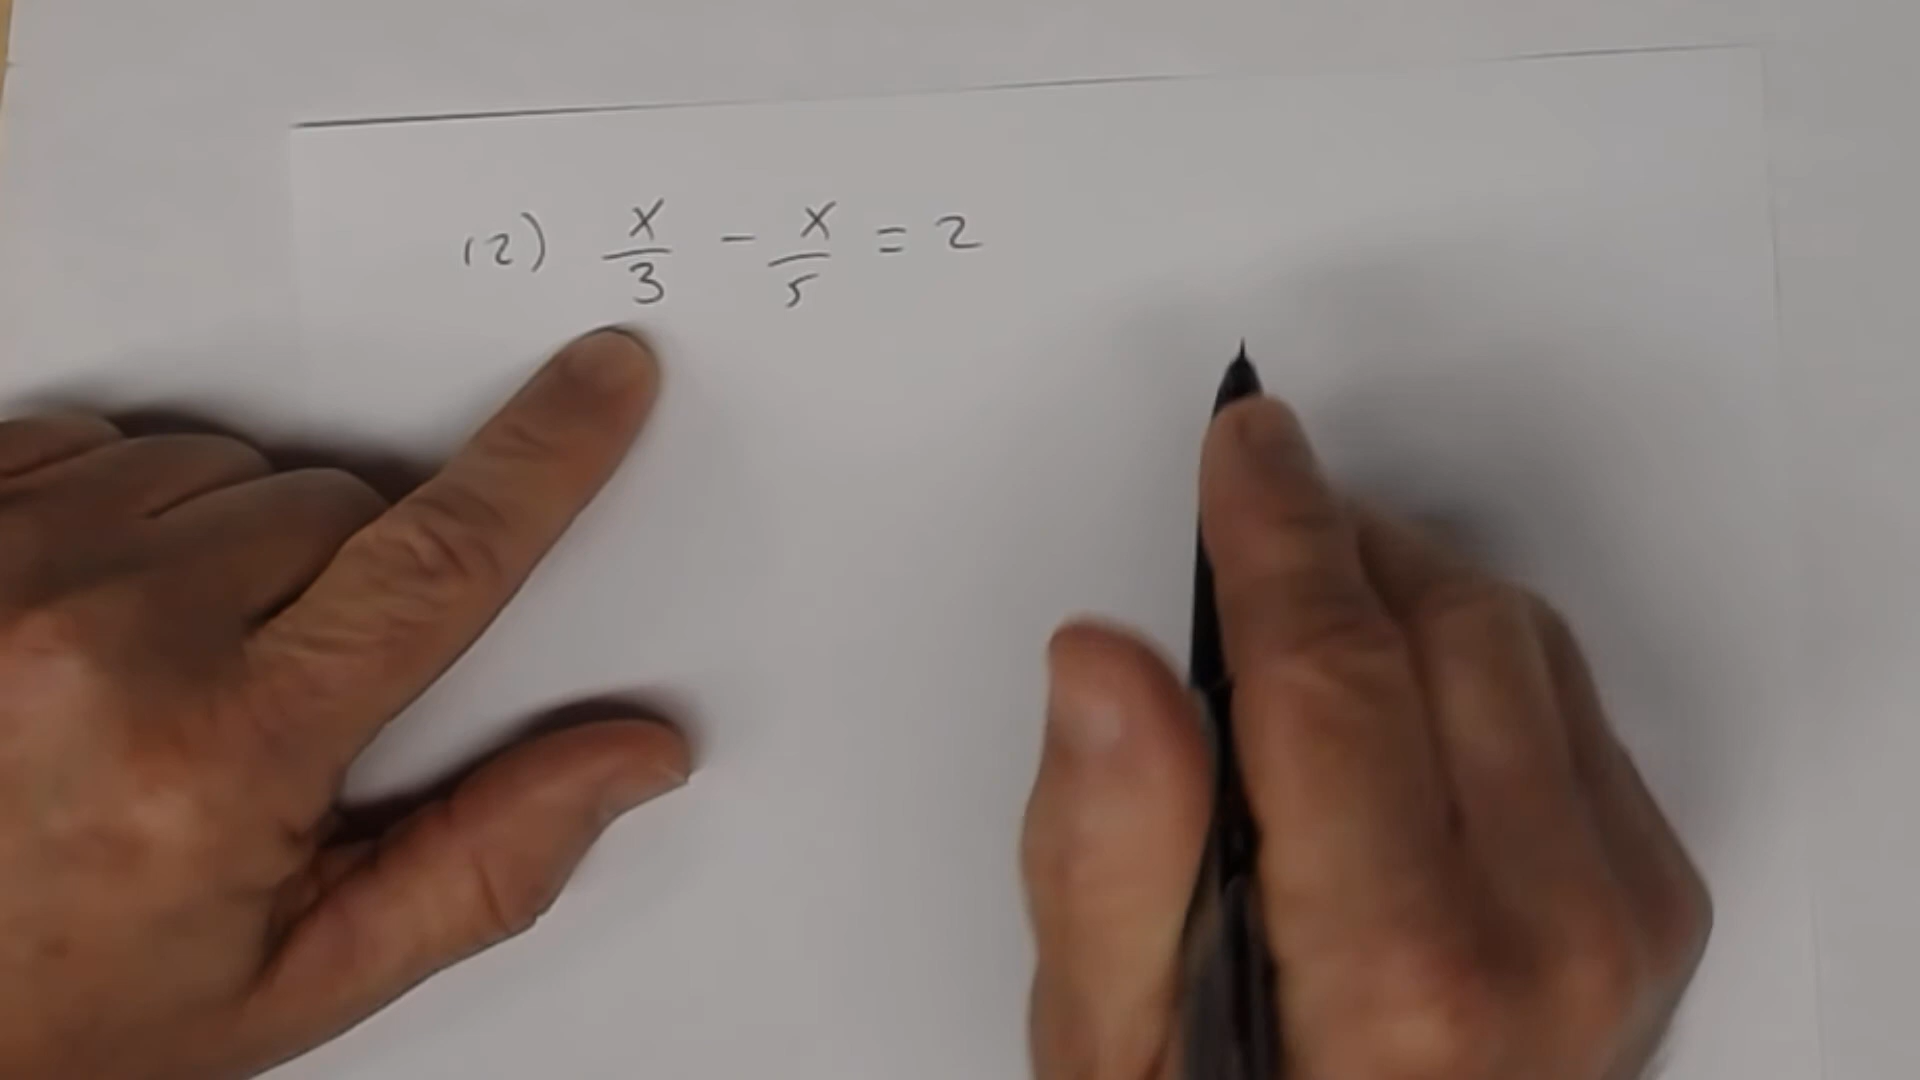 12) x/3 - x/5 = 2